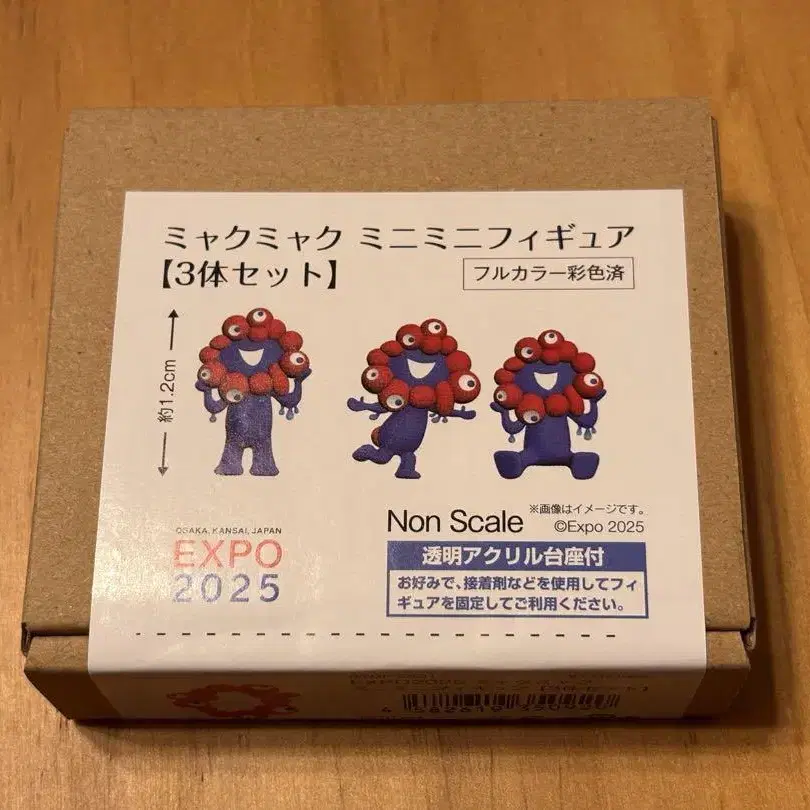 ミャクミャク ミニミニフィギュア
【3体セット】
フルカラー彩色済
約1.2cm
OSAKA, KANSAI, JAPAN
EXPO
2025
Non Scale
※画像はイメージです。
©Expo 2025
透明アクリル台座付
お好みで、接着剤などを使用してフィ
ギュアを固定してご利用ください。